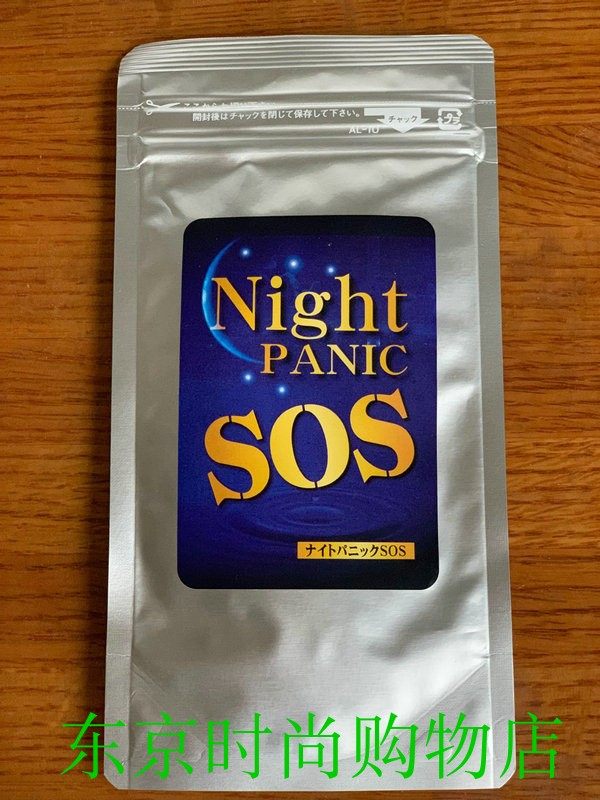 開封後はチャックを閉じて保存して下さい。
チャック
プラ
AL-10
Night
PANIC
SOS
ナイトパニックSOS
东京时尚购物店